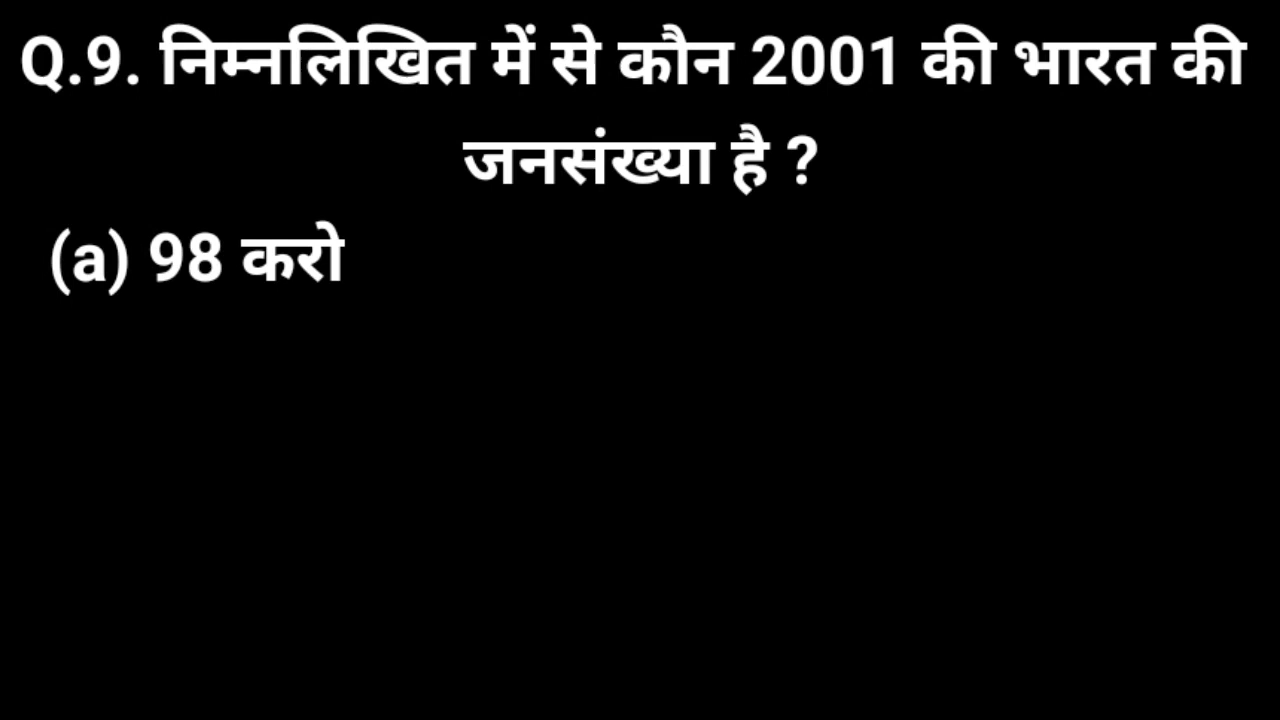 Q.9. निम्नलिखित में से कौन 2001 की भारत की
जनसंख्या है ?
(a) 98 करो